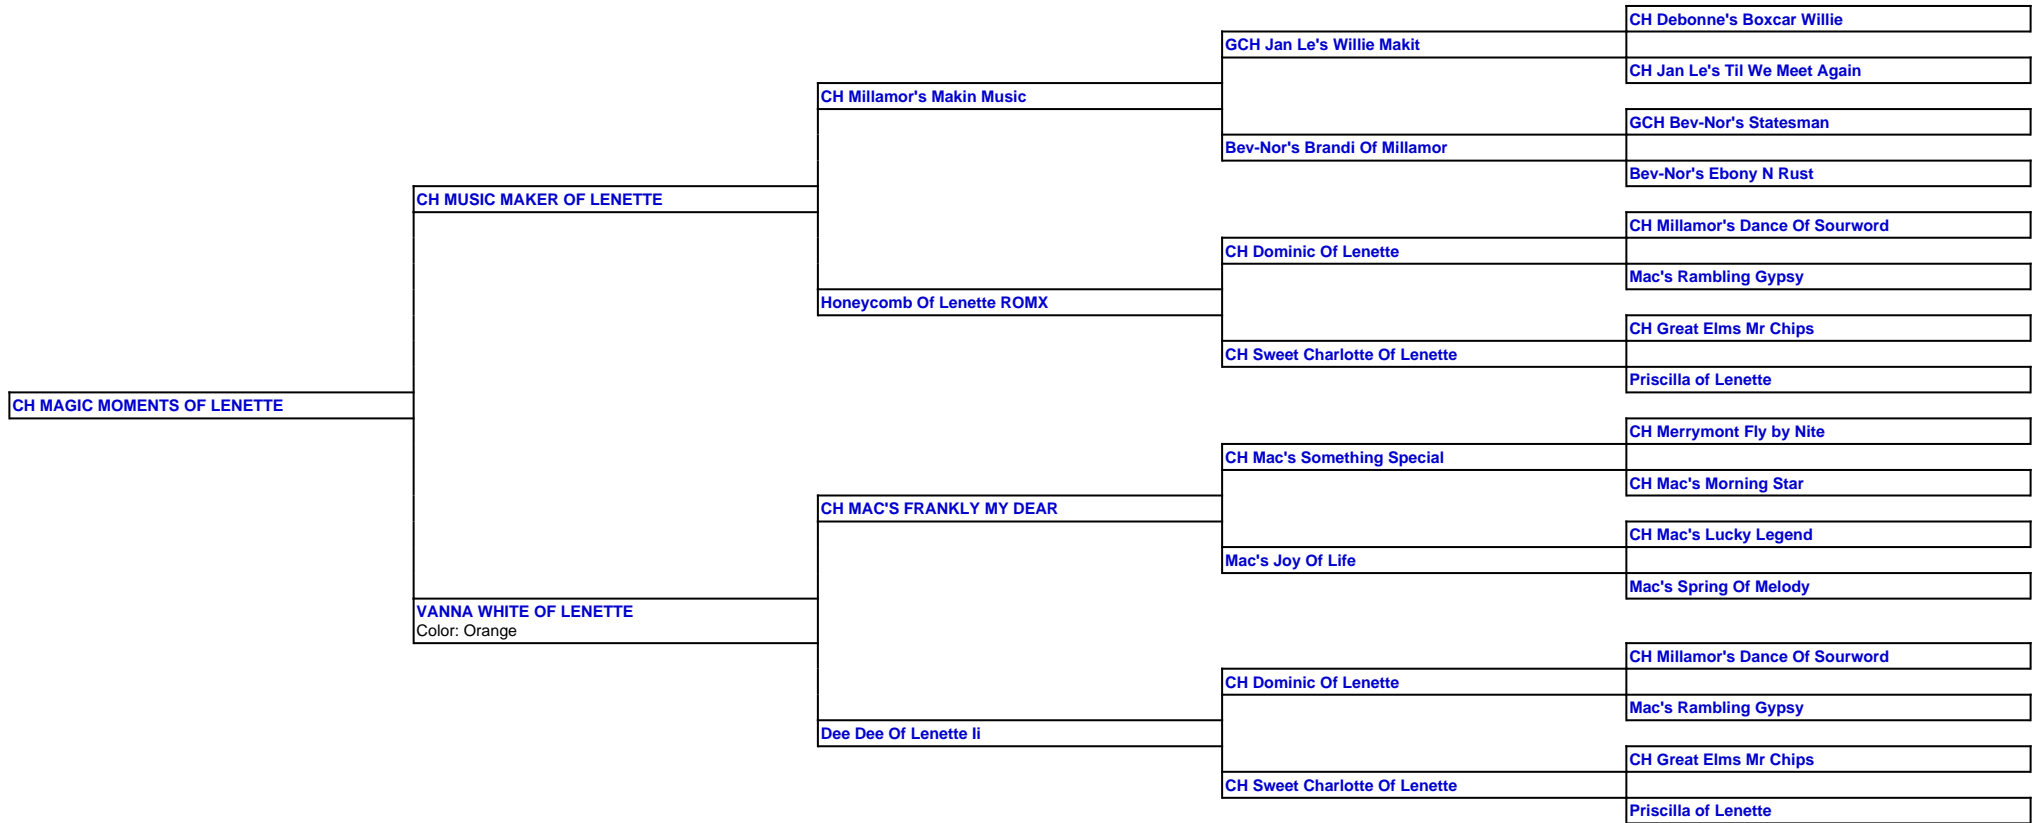 CH Debonne's Boxcar Willie
GCH Jan Le's Willie Makit
CH Jan Le's Til We Meet Again
CH Millamor's Makin Music
GCH Bev-Nor's Statesman
Bev-Nor's Brandi Of Millamor
Bev-Nor's Ebony N Rust
CH MUSIC MAKER OF LENETTE
CH Millamor's Dance Of Sourword
CH Dominic Of Lenette
Mac's Rambling Gypsy
Honeycomb Of Lenette ROMX
CH Great Elms Mr Chips
CH Sweet Charlotte Of Lenette
Priscilla of Lenette
CH MAGIC MOMENTS OF LENETTE
CH Merrymont Fly by Nite
CH Mac's Something Special
CH Mac's Morning Star
CH MAC'S FRANKLY MY DEAR
CH Mac's Lucky Legend
Mac's Joy Of Life
Mac's Spring Of Melody
VANNA WHITE OF LENETTE
Color: Orange
CH Millamor's Dance Of Sourword
CH Dominic Of Lenette
Mac's Rambling Gypsy
Dee Dee Of Lenette Ii
CH Great Elms Mr Chips
CH Sweet Charlotte Of Lenette
Priscilla of Lenette